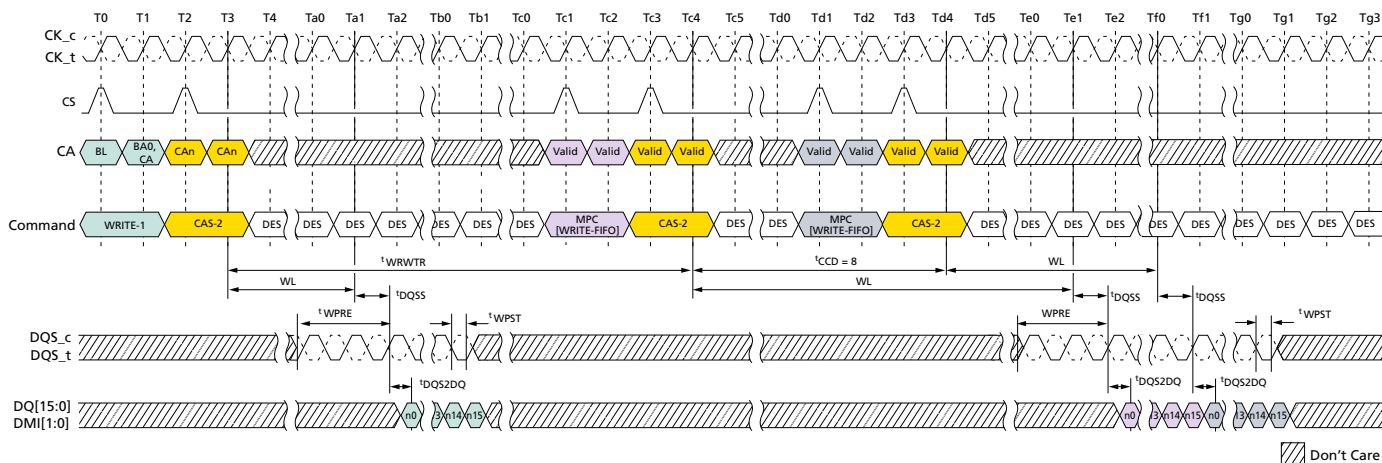 T0 T1 T2 T3 T4 Ta0 Ta1 Ta2 Tb0 Tb1 Tc0 Tc1 Tc2 Tc3 Tc4 Tc5 Td0 Td1 Td2 Td3 Td4 Td5 Te0 Te1 Te2 Tf0 Tf1 Tg0 Tg1 Tg2 Tg3
CK_c
CK_t
CS
CA BL BA0, CA CAn CAn Valid Valid Valid Valid Valid Valid Valid Valid
Command WRITE-1 CAS-2 DES DES DES DES DES DES DES MPC [WRITE-FIFO] CAS-2 DES DES MPC [WRITE-FIFO] CAS-2 DES DES DES DES DES DES DES DES DES DES
tWRWTR tCCD = 8 WL
WL WL
tDQSS tDQSS tDQSS
tWPRE tWPST WPRE tWPST
DQS_c
DQS_t
tDQS2DQ tDQS2DQ tDQS2DQ
DQ[15:0]
DMI[1:0]
n0 13 n14 n15 n0 13 n14 n15 n0 13 n14 n15
Don't Care